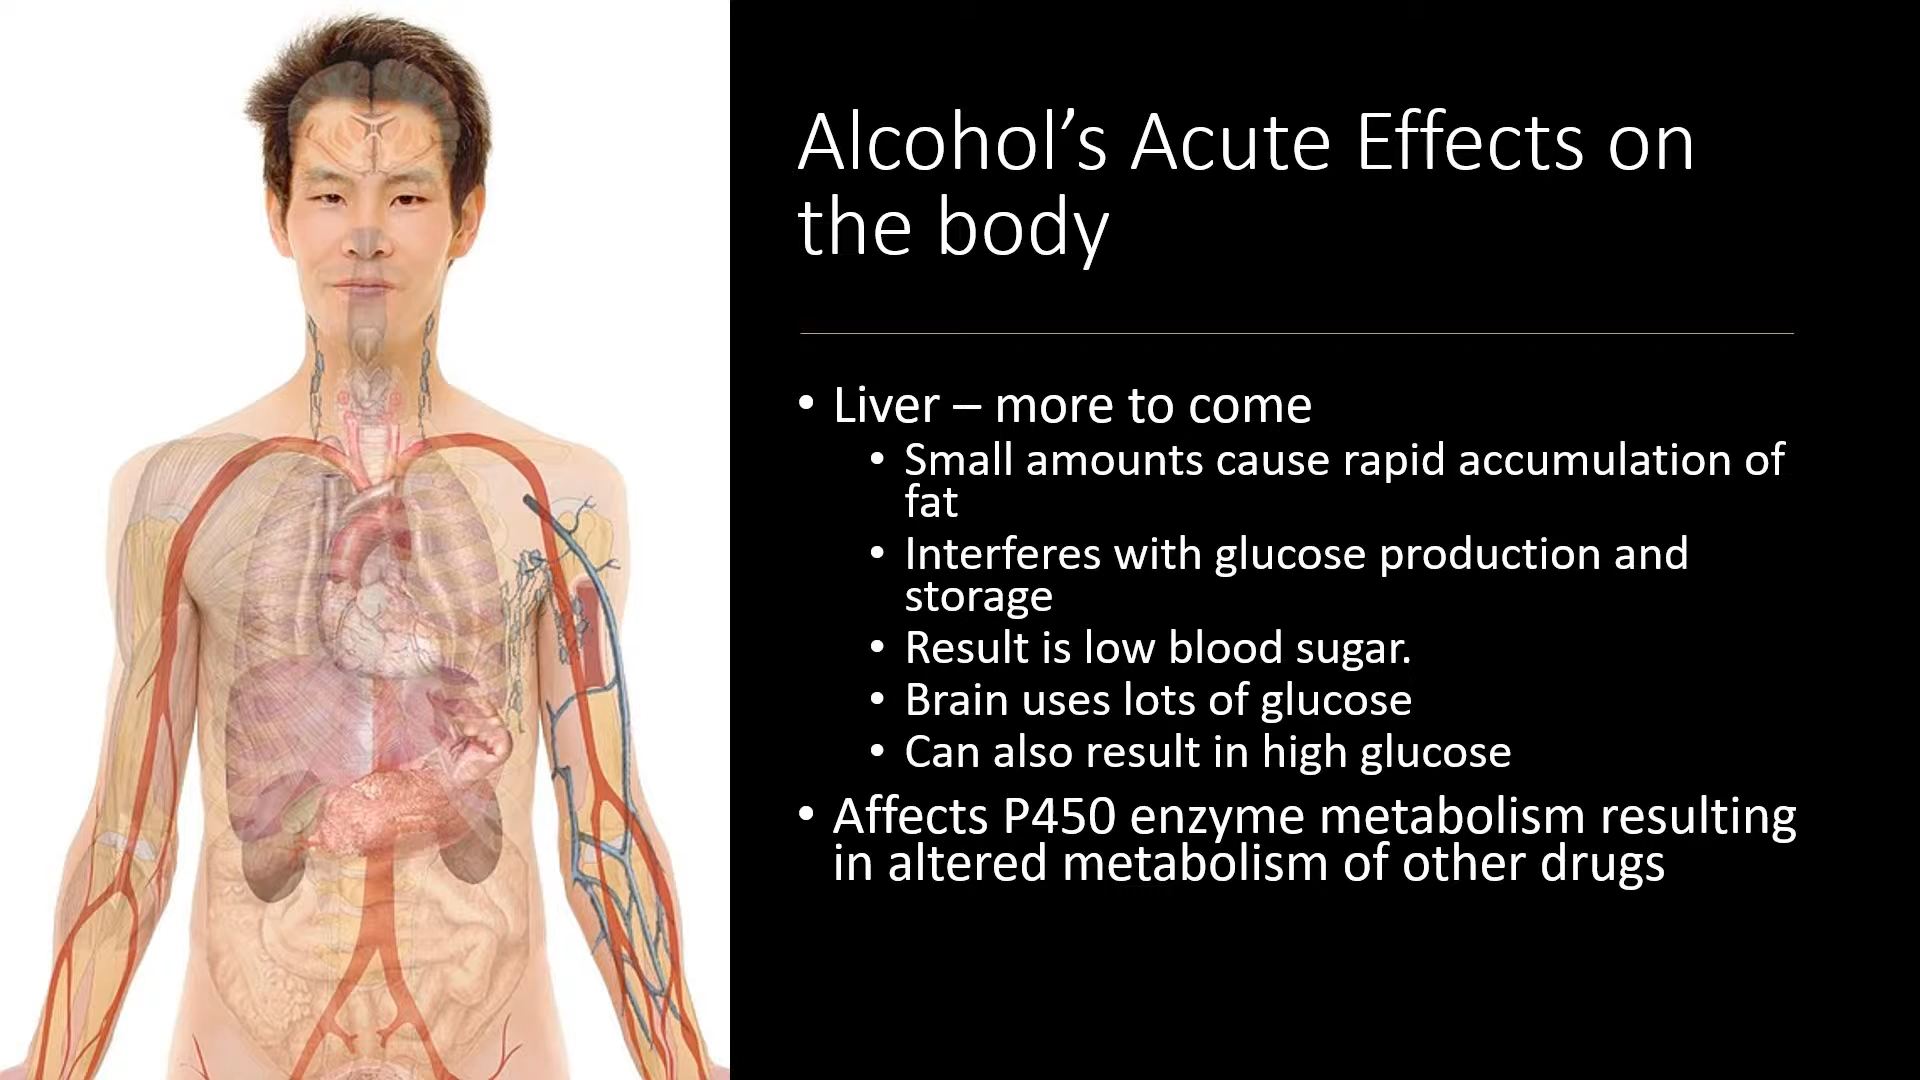 Alcohol’s Acute Effects on
the body
• Liver – more to come
• Small amounts cause rapid accumulation of
fat
• Interferes with glucose production and
storage
• Result is low blood sugar.
• Brain uses lots of glucose
• Can also result in high glucose
• Affects P450 enzyme metabolism resulting
in altered metabolism of other drugs